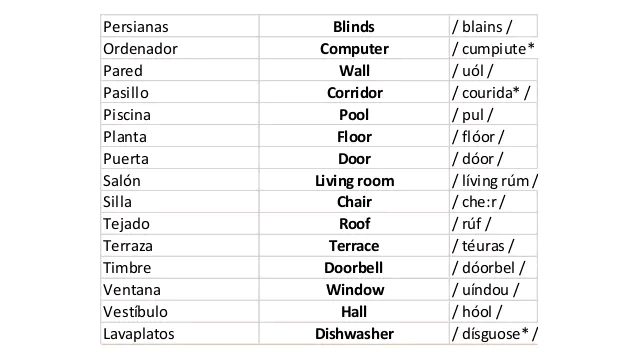 Persianas Blinds / blains /
Ordenador Computer / cumpiute*
Pared Wall / uól /
Pasillo Corridor / courida* /
Piscina Pool / pul /
Planta Floor / flóor /
Puerta Door / dóor /
Salón Living room / líving rúm /
Silla Chair / che:r /
Tejado Roof / rúf /
Terraza Terrace / téuras /
Timbre Doorbell / dóorbel /
Ventana Window / uíndou /
Vestíbulo Hall / hóol /
Lavaplatos Dishwasher / dísguose* /